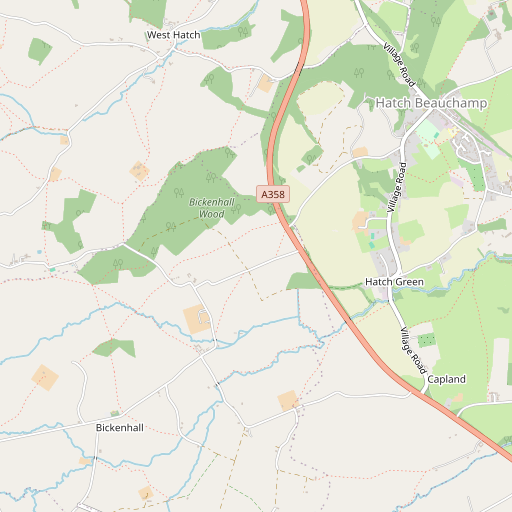 West Hatch
Village Road
Hatch Beauchamp
A358
Bickenhall
Wood
Village Road
Hatch Green
Village Road
Capland
Bickenhall